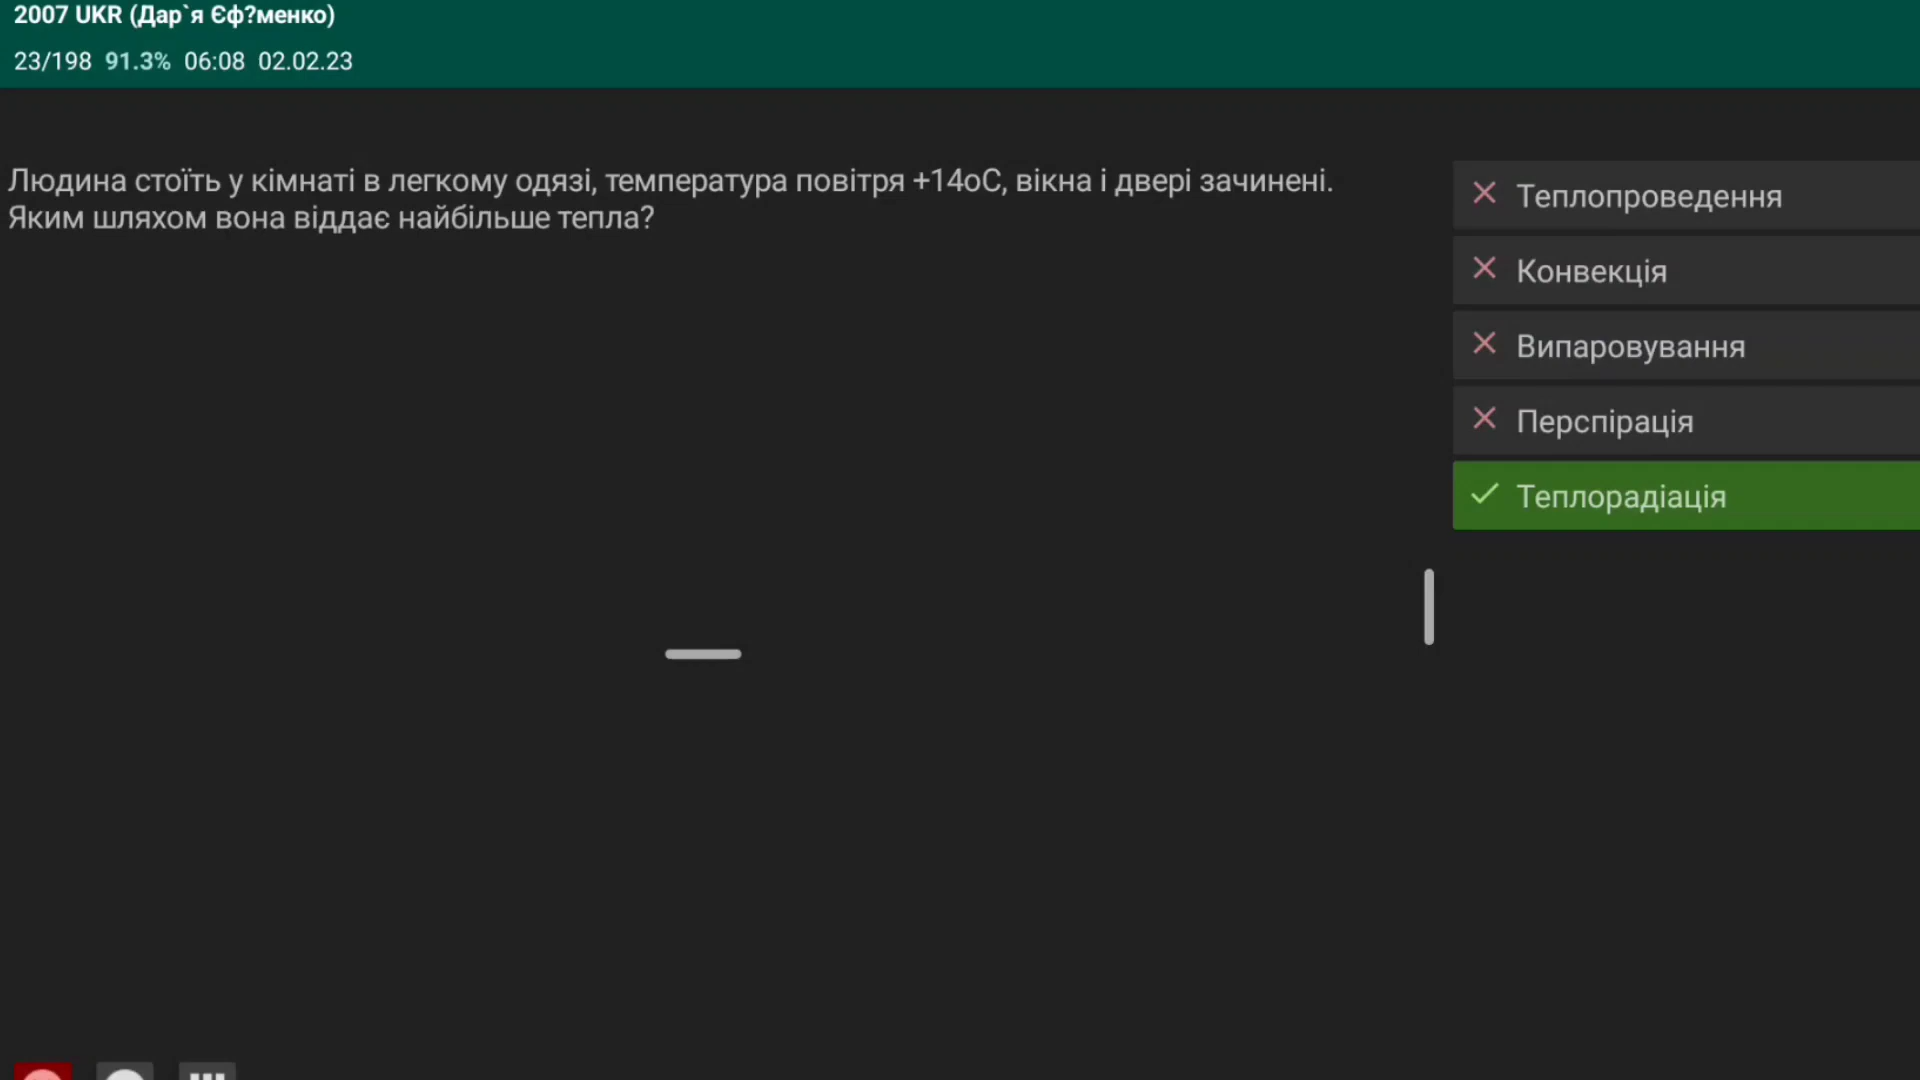 2007 UKR (Дар`я Єф?менко)
23/198 91.3% 06:08 02.02.23
Людина стоїть у кімнаті в легкому одязі, температура повітря +14оС, вікна і двері зачинені.
Яким шляхом вона віддає найбільше тепла?
Теплопроведення
Конвекція
Випаровування
Перспірація
Теплорадіація